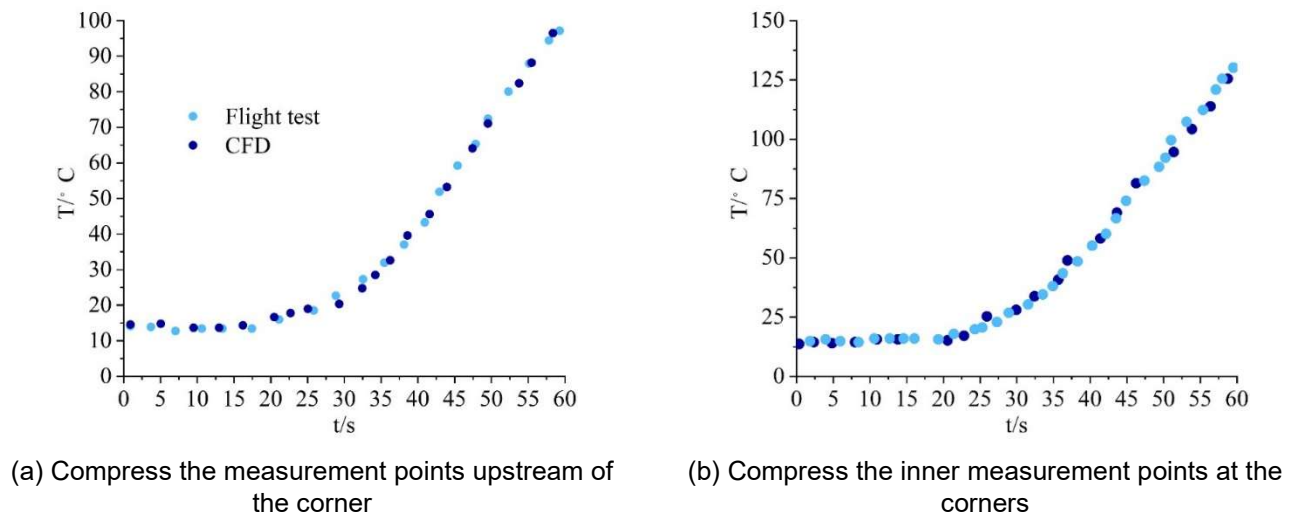 100
90
80
70
60
50
40
30
20
10
0
T/° C
Flight test
CFD
0 5 10 15 20 25 30 35 40 45 50 55 60
t/s
(a) Compress the measurement points upstream of
the corner
150
125
100
75
50
25
0
T/° C
0 5 10 15 20 25 30 35 40 45 50 55 60
t/s
(b) Compress the inner measurement points at the
corners